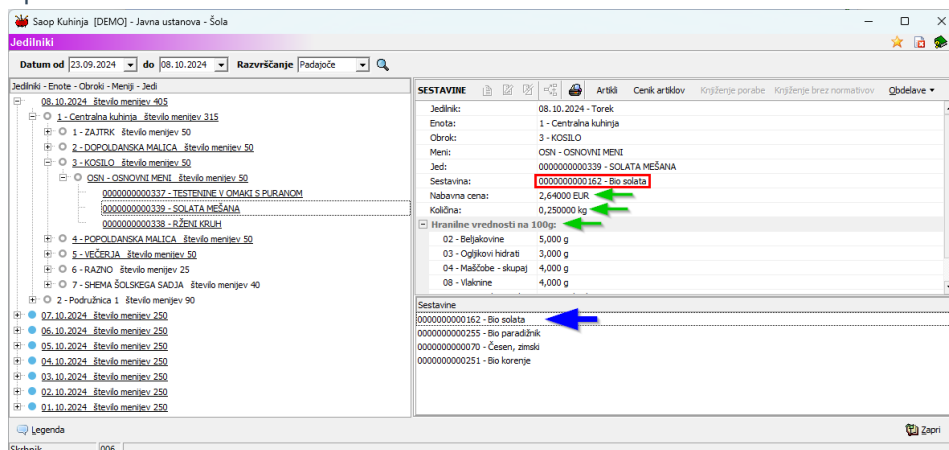 Saop Kuhinja [DEMO] - Javna ustanova - Šola
Jedilniki
Datum od 23.09.2024 do 08.10.2024 Razvrščanje Padajoče
Jedilniki - Enote - Obroki - Meniji - Jedi
08.10.2024 število menijev 405
1 - Centralna kuhinja število menijev 315
1 - ZAJTRK število menijev 50
2 - DOPOLDANSKA MALICA število menijev 50
3 - KOSILO število menijev 50
OSN - OSNOVNI MENI število menijev 50
0000000000337 - TESTENINE V OMAKI S PURANOM
0000000000339 - SOLATA MEŠANA
0000000000338 - RŽENI KRUH
4 - POPOLDANSKA MALICA število menijev 50
5 - VEČERJA število menijev 50
6 - RAZNO število menijev 25
7 - SHEMA ŠOLSKEGA SADJA število menijev 40
2 - Podružnica 1 število menijev 90
07.10.2024 število menijev 250
06.10.2024 število menijev 250
05.10.2024 število menijev 250
04.10.2024 število menijev 250
03.10.2024 število menijev 250
02.10.2024 število menijev 250
01.10.2024 število menijev 250
SESTAVINE Artikli Cenik artiklov Knjiženje porabe Knjiženje brez normativov Obdelave
Jedilnik: 08.10.2024 - Torek
Enota: 1 - Centralna kuhinja
Obrok: 3 - KOSILO
Meni: OSN - OSNOVNI MENI
Jed: 0000000000339 - SOLATA MEŠANA
Sestavina: 0000000000162 - Bio solata
Nabavna cena: 2,64000 EUR
Količina: 0,250000 kg
Hranilne vrednosti na 100g:
02 - Beljakovine 5,000 g
03 - Ogljikovi hidrati 3,000 g
04 - Maščobe - skupaj 4,000 g
08 - Vlaknine 4,000 g
Sestavine
0000000000162 - Bio solata
0000000000255 - Bio paradižnik
0000000000070 - Česen, zimski
0000000000251 - Bio korenje
Legenda
Zapri
Skrbnik 006